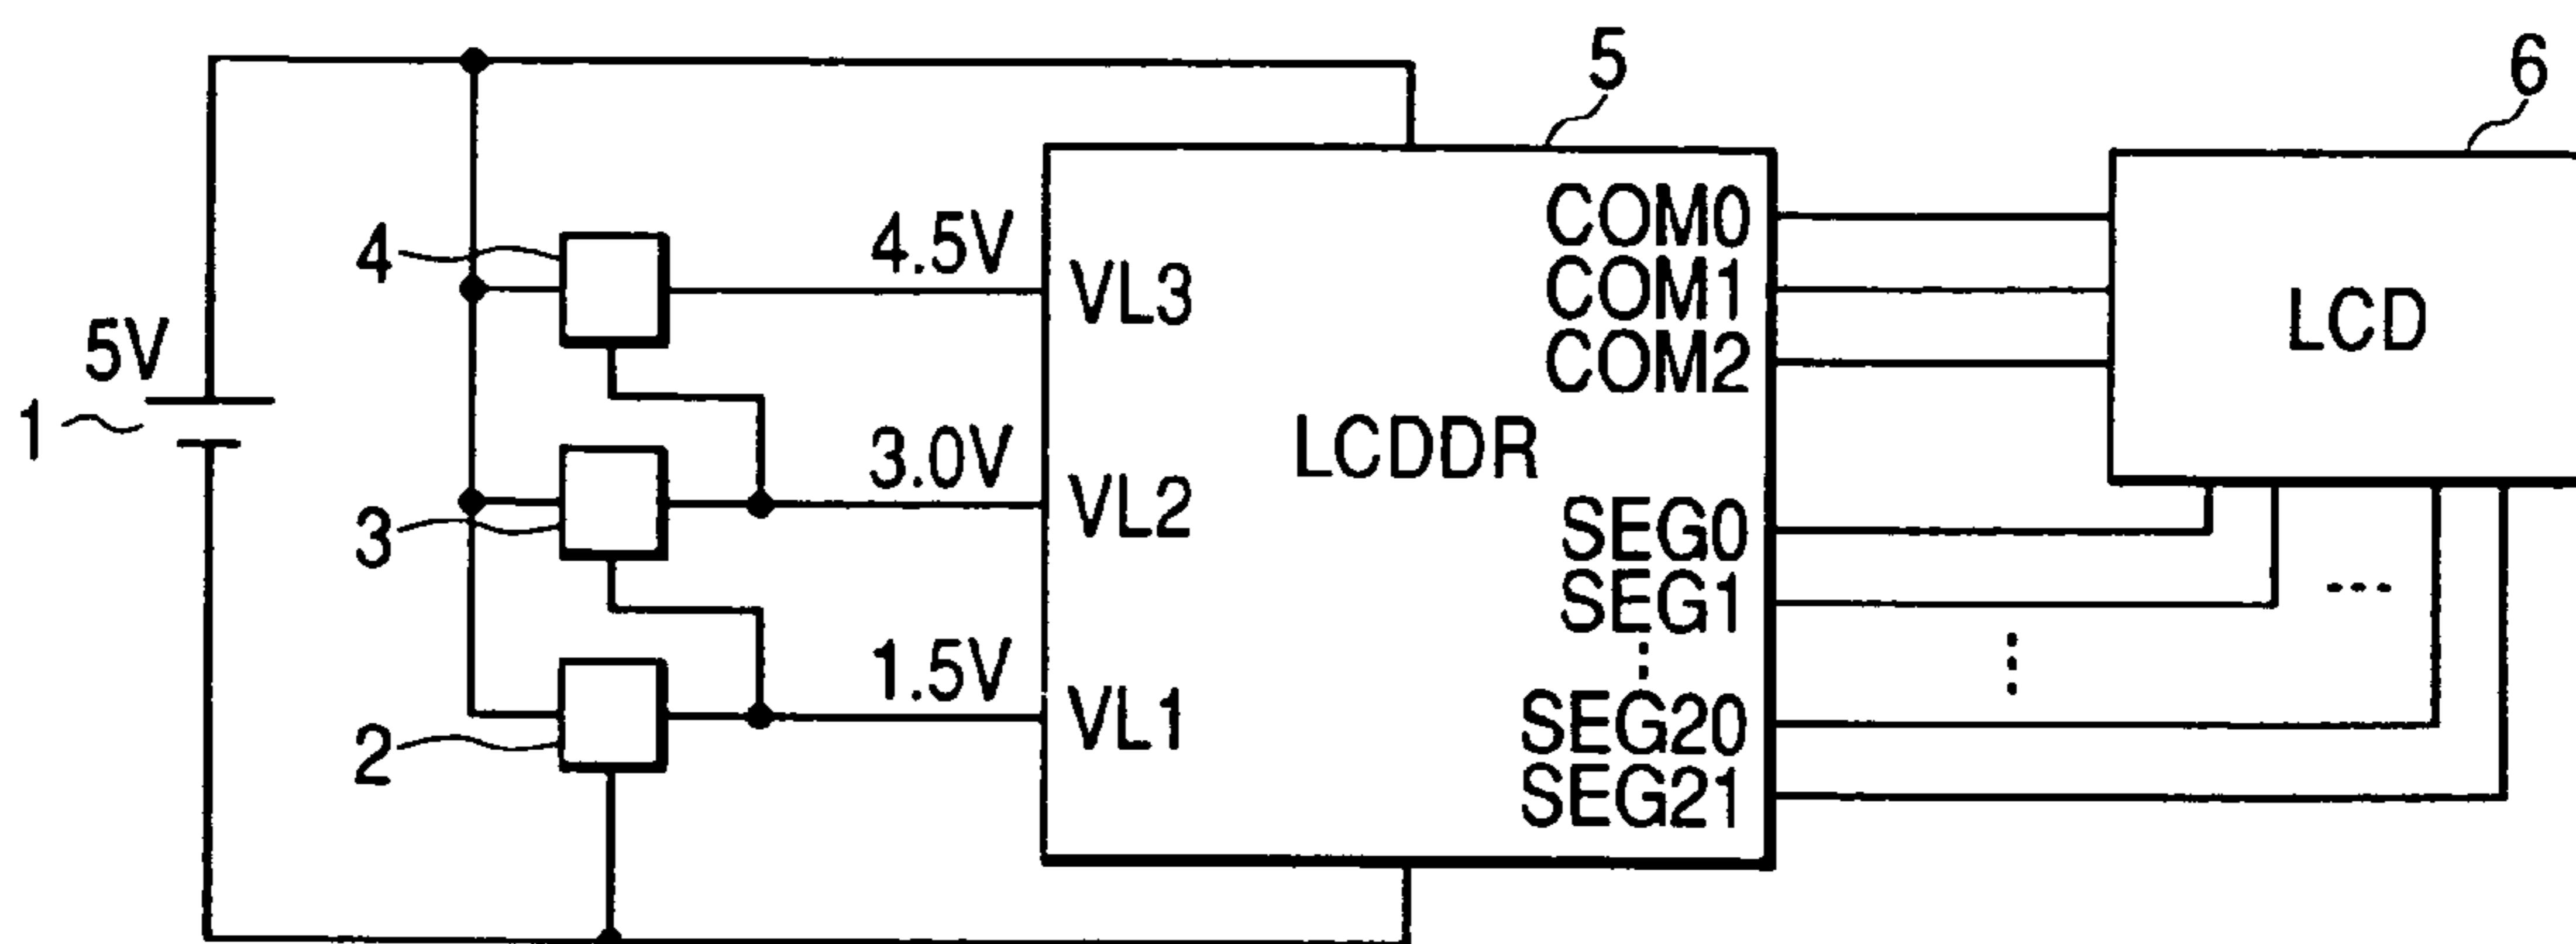 5
6
COM0
4
4.5V
COM1
VL3
LCD
5V
COM2
1
3.0V
LCDDR
3
VL2
SEG0
SEG1
1.5V
2
VL1
SEG20
SEG21